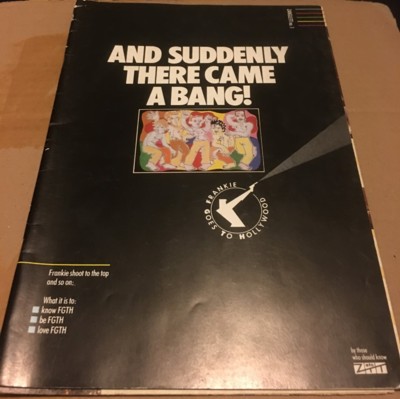 AND SUDDENLY
THERE CAME
A BANG!
FRANKIE
GOES TO HOLLYWOOD
Frankie shoot to the top
and so on..
What it is to:
know FGTH
be FGTH
love FGTH
by those
who should know